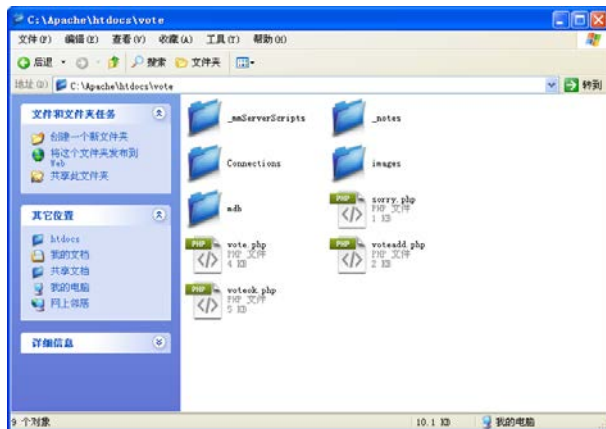 C:\Apache\htdocs\vote
文件(F) 编辑(E) 查看(V) 收藏(A) 工具(T) 帮助(H)
后退 搜索 文件夹
地址(D) C:\Apache\htdocs\vote 转到
文件和文件夹任务
创建一个新文件夹
将这个文件夹发布到
Web
共享此文件夹
其它位置
htdocs
我的文档
共享文档
我的电脑
网上邻居
详细信息
_mmServerScripts
_notes
Connections
images
mdb
PHP
sorry.php
PHP 文件
1 KB
PHP
vote.php
PHP 文件
4 KB
PHP
voteadd.php
PHP 文件
2 KB
PHP
voteok.php
PHP 文件
5 KB
9 个对象 10.1 KB 我的电脑